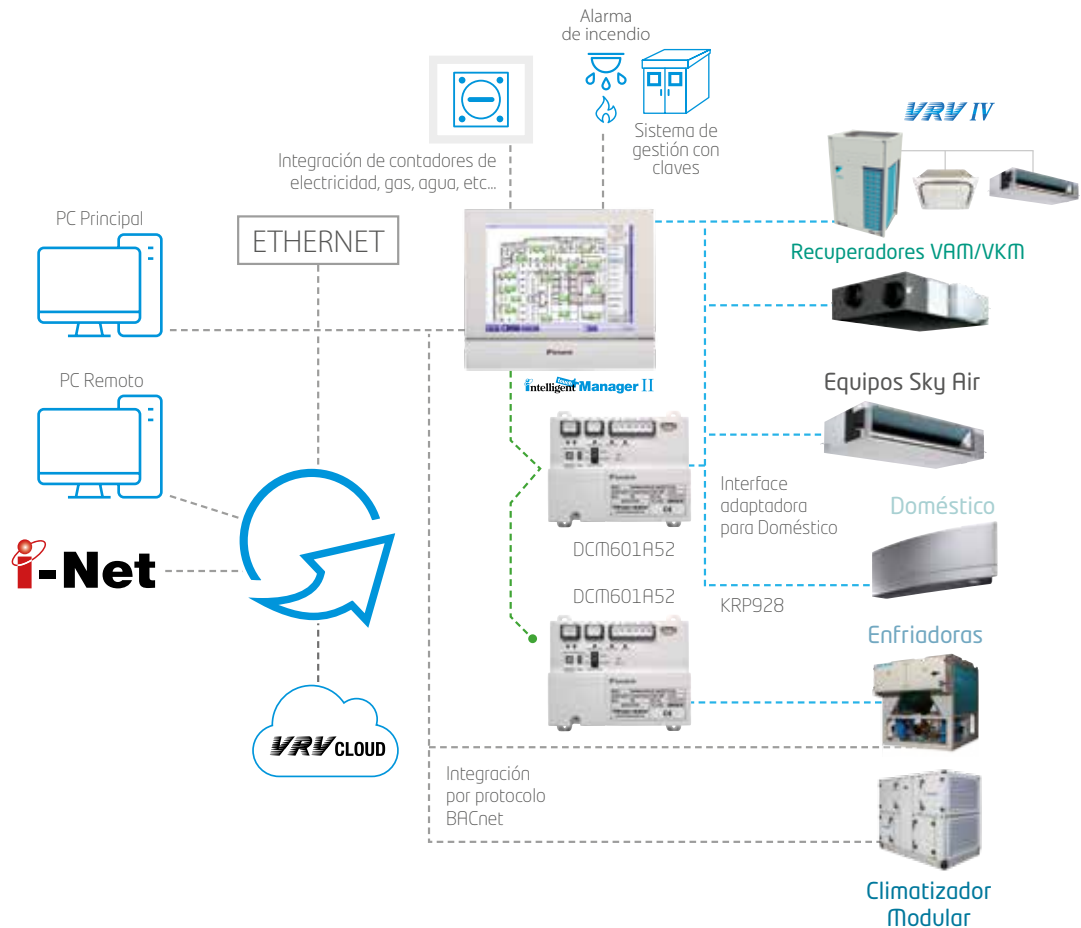 Alarma
de incendio
Sistema de
gestión con
claves
Integración de contadores de
electricidad, gas, agua, etc...
VRV IV
PC Principal
ETHERNET
Recuperadores VAM/VKM
DAIKIN
intelligent Manager II
PC Remoto
Equipos Sky Air
DCM601A52
Interface
adaptadora
para Doméstico
Doméstico
i-Net
DCM601A52
KRP928
Enfriadoras
VRV CLOUD
Integración
por protocolo
BACnet
Climatizador
Modular